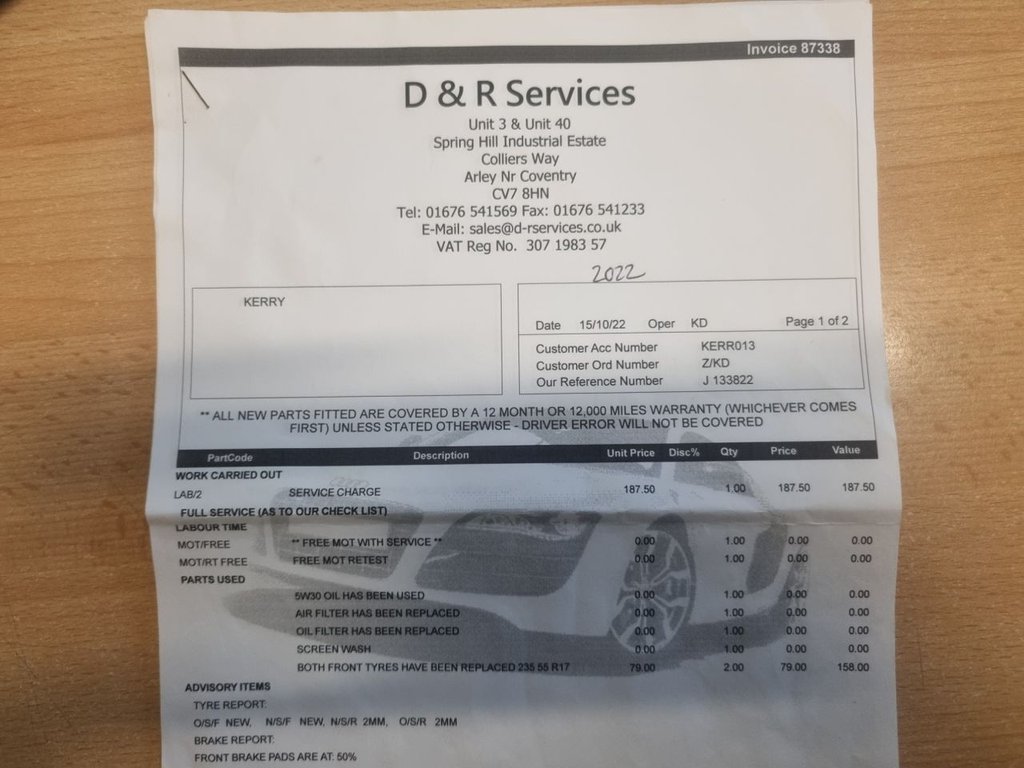 Invoice 87338
D & R Services
Unit 3 & Unit 40
Spring Hill Industrial Estate
Colliers Way
Arley Nr Coventry
CV7 8HN
Tel: 01676 541569 Fax: 01676 541233
E-Mail: sales@d-rservices.co.uk
VAT Reg No. 307 1983 57
2022
KERRY
Date 15/10/22 Oper KD Page 1 of 2
Customer Acc Number KERR013
Customer Ord Number Z/KD
Our Reference Number J 133822
** ALL NEW PARTS FITTED ARE COVERED BY A 12 MONTH OR 12,000 MILES WARRANTY (WHICHEVER COMES
FIRST) UNLESS STATED OTHERWISE - DRIVER ERROR WILL NOT BE COVERED
PartCode Description Unit Price Disc% Qty Price Value
WORK CARRIED OUT
LAB/2 SERVICE CHARGE 187.50 1.00 187.50 187.50
FULL SERVICE (AS TO OUR CHECK LIST)
LABOUR TIME
MOT/FREE ** FREE MOT WITH SERVICE ** 0.00 1.00 0.00 0.00
MOT/RT FREE FREE MOT RETEST 0.00 1.00 0.00 0.00
PARTS USED
5W30 OIL HAS BEEN USED 0.00 1.00 0.00 0.00
AIR FILTER HAS BEEN REPLACED 0.00 1.00 0.00 0.00
OIL FILTER HAS BEEN REPLACED 0.00 1.00 0.00 0.00
SCREEN WASH 0.00 1.00 0.00 0.00
BOTH FRONT TYRES HAVE BEEN REPLACED 235 55 R17 79.00 2.00 79.00 158.00
ADVISORY ITEMS
TYRE REPORT:
O/S/F NEW, N/S/F NEW, N/S/R 2MM, O/S/R 2MM
BRAKE REPORT:
FRONT BRAKE PADS ARE AT: 50%